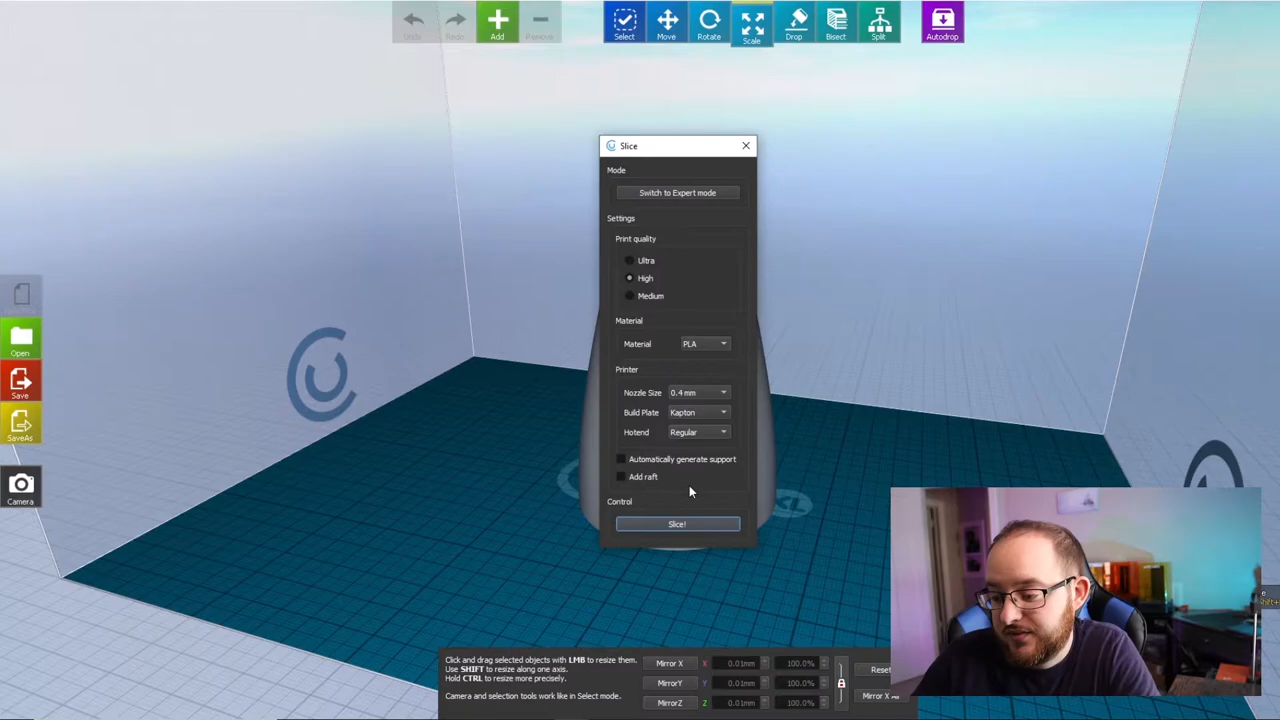 Undo
Redo
Add
Remove
Select
Move
Rotate
Scale
Drop
Bisect
Split
Autodrop
Slice
Mode
Switch to Expert mode
Settings
Print quality
Ultra
High
Medium
Material
Material
PLA
Printer
Nozzle Size
0.4 mm
Build Plate
Kapton
Hotend
Regular
Automatically generate support
Add raft
Control
Slice!
Open
Save
SaveAs
Camera
Click and drag selected objects with LMB to resize them.
Use SHIFT to resize along one axis.
Hold CTRL to resize more precisely.
Camera and selection tools work like in Select mode.
Mirror X X 0.01mm 100.0%
MirrorY Y 0.01mm 100.0%
MirrorZ Z 0.01mm 100.0%
Reset
Mirror X